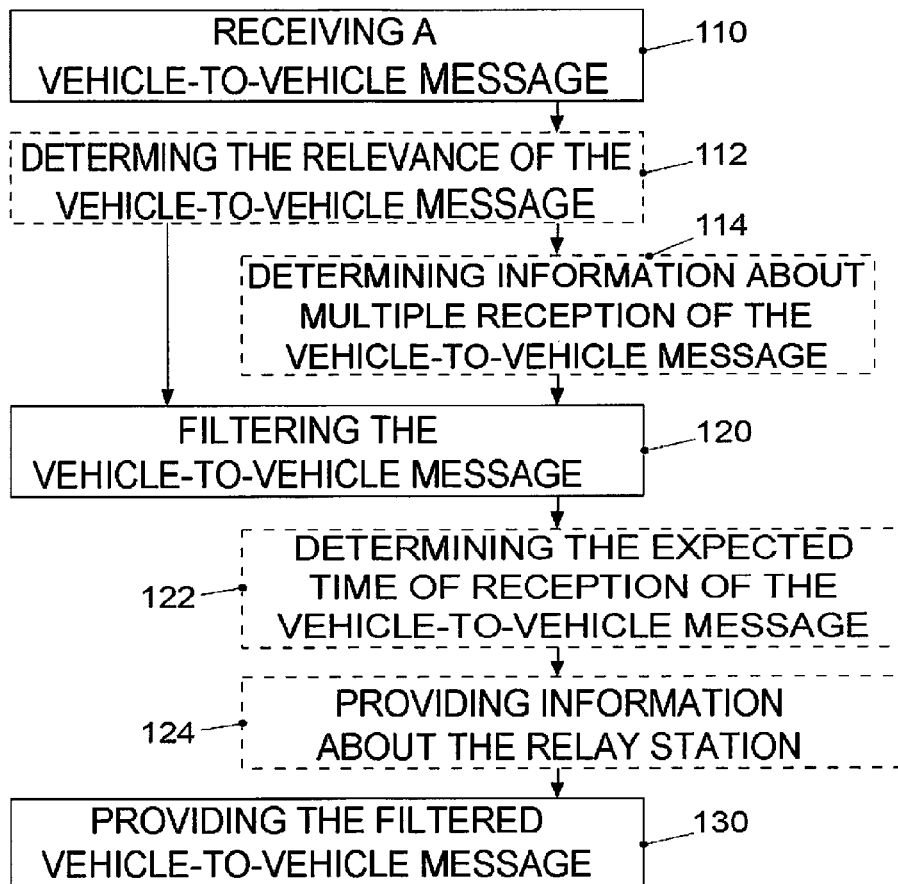 RECEIVING A
VEHICLE-TO-VEHICLE MESSAGE
110
DETERMING THE RELEVANCE OF THE
VEHICLE-TO-VEHICLE MESSAGE
112
114
DETERMINING INFORMATION ABOUT
MULTIPLE RECEPTION OF THE
VEHICLE-TO-VEHICLE MESSAGE
FILTERING THE
VEHICLE-TO-VEHICLE MESSAGE
120
DETERMINING THE EXPECTED
TIME OF RECEPTION OF THE
VEHICLE-TO-VEHICLE MESSAGE
122
PROVIDING INFORMATION
ABOUT THE RELAY STATION
124
PROVIDING THE FILTERED
VEHICLE-TO-VEHICLE MESSAGE
130